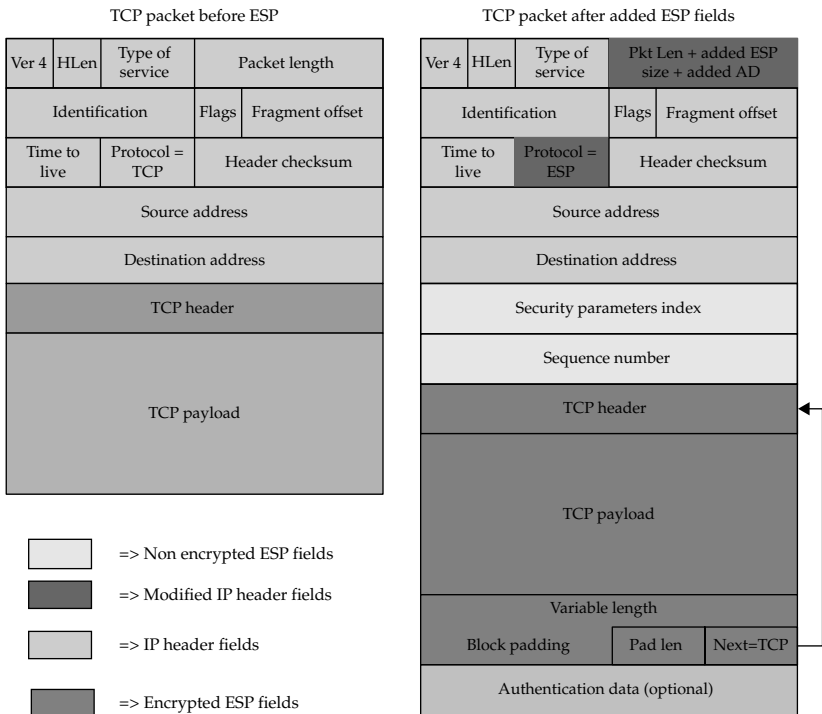 TCP packet before ESP
Ver 4 HLen Type of service Packet length
Identification Flags Fragment offset
Time to live Protocol = TCP Header checksum
Source address
Destination address
TCP header
TCP payload
=> Non encrypted ESP fields
=> Modified IP header fields
=> IP header fields
=> Encrypted ESP fields
TCP packet after added ESP fields
Ver 4 HLen Type of service Pkt Len + added ESP size + added AD
Identification Flags Fragment offset
Time to live Protocol = ESP Header checksum
Source address
Destination address
Security parameters index
Sequence number
TCP header
TCP payload
Variable length
Block padding Pad len Next=TCP
Authentication data (optional)